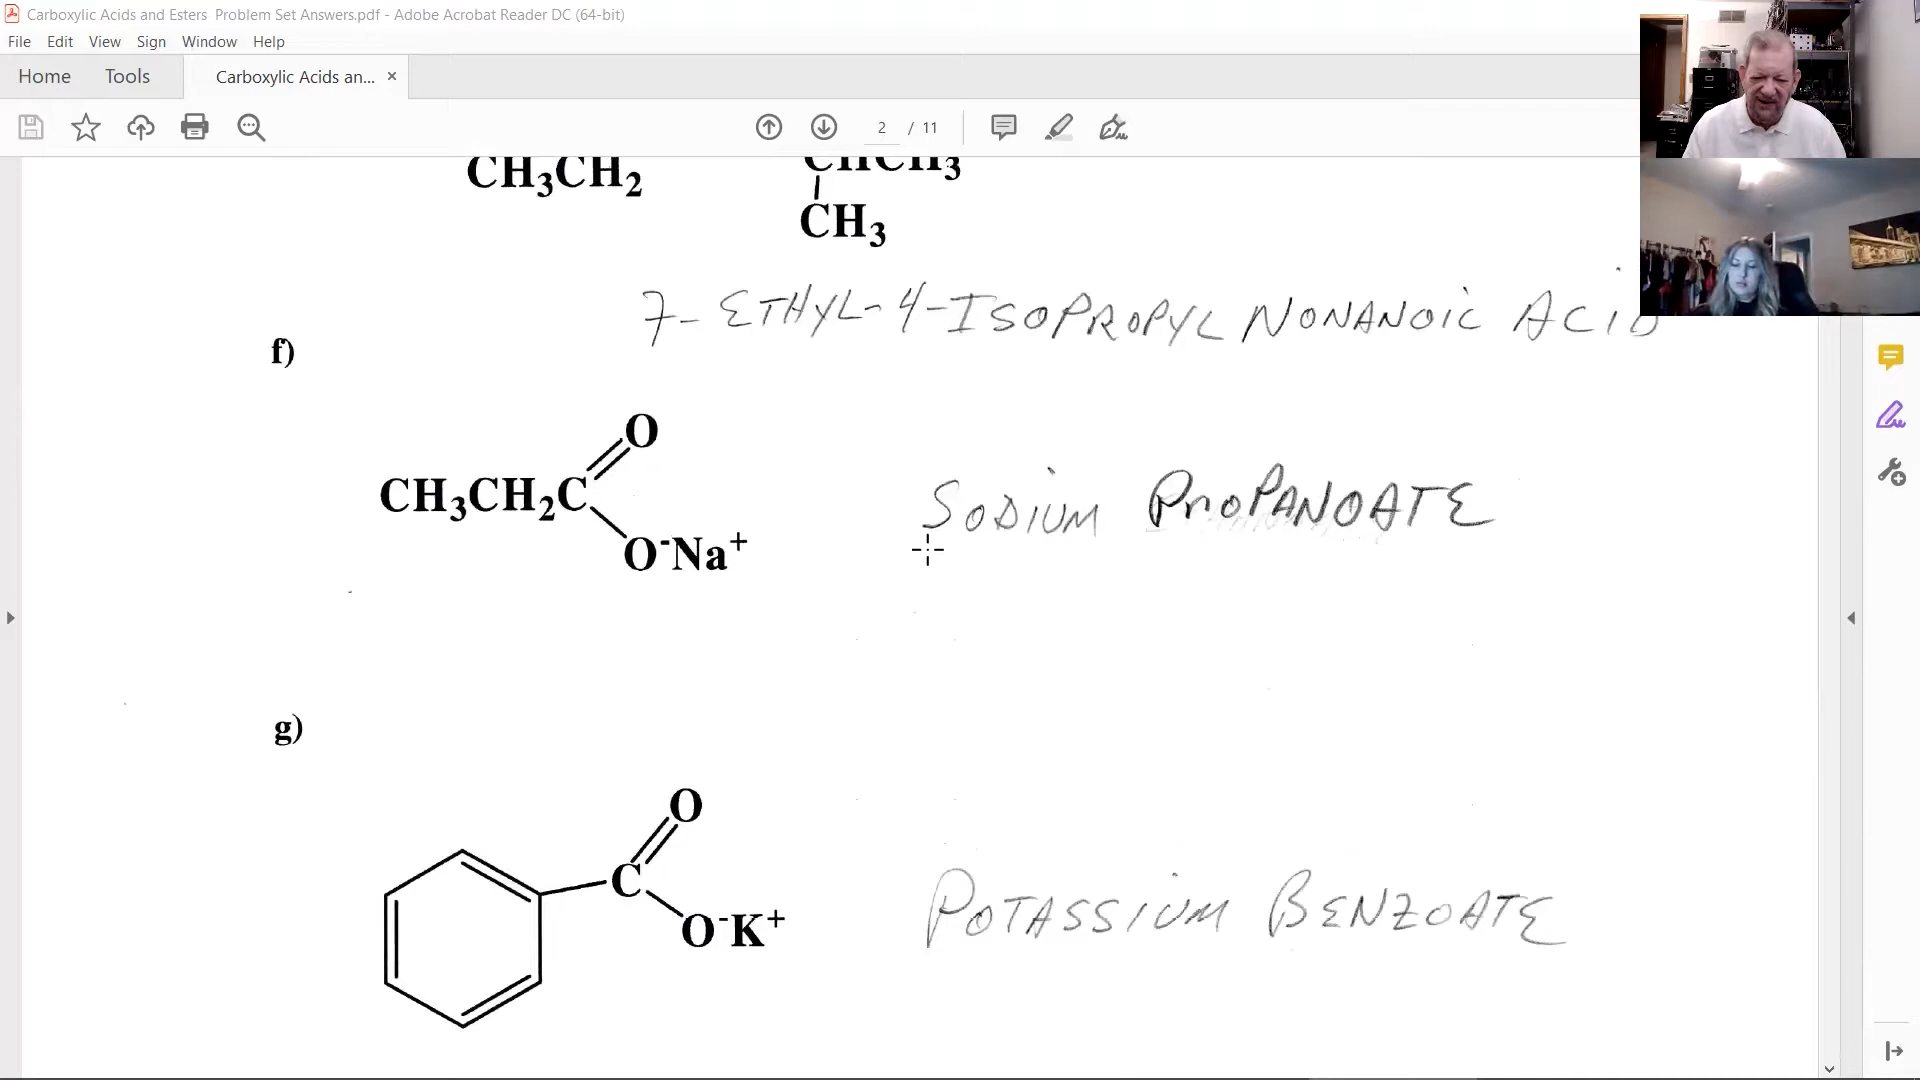 Carboxylic Acids and Esters Problem Set Answers.pdf - Adobe Acrobat Reader DC (64-bit)
File Edit View Sign Window Help
Home Tools Carboxylic Acids an... ×
2 / 11
CH3CH2 CHCH3
CH3
7-ETHYL-4-ISOPROPYL NONANOIC ACID
f)
O
CH3CH2C SODIUM PROPANOATE
O-Na+
g)
O
C
O-K+ POTASSIUM BENZOATE